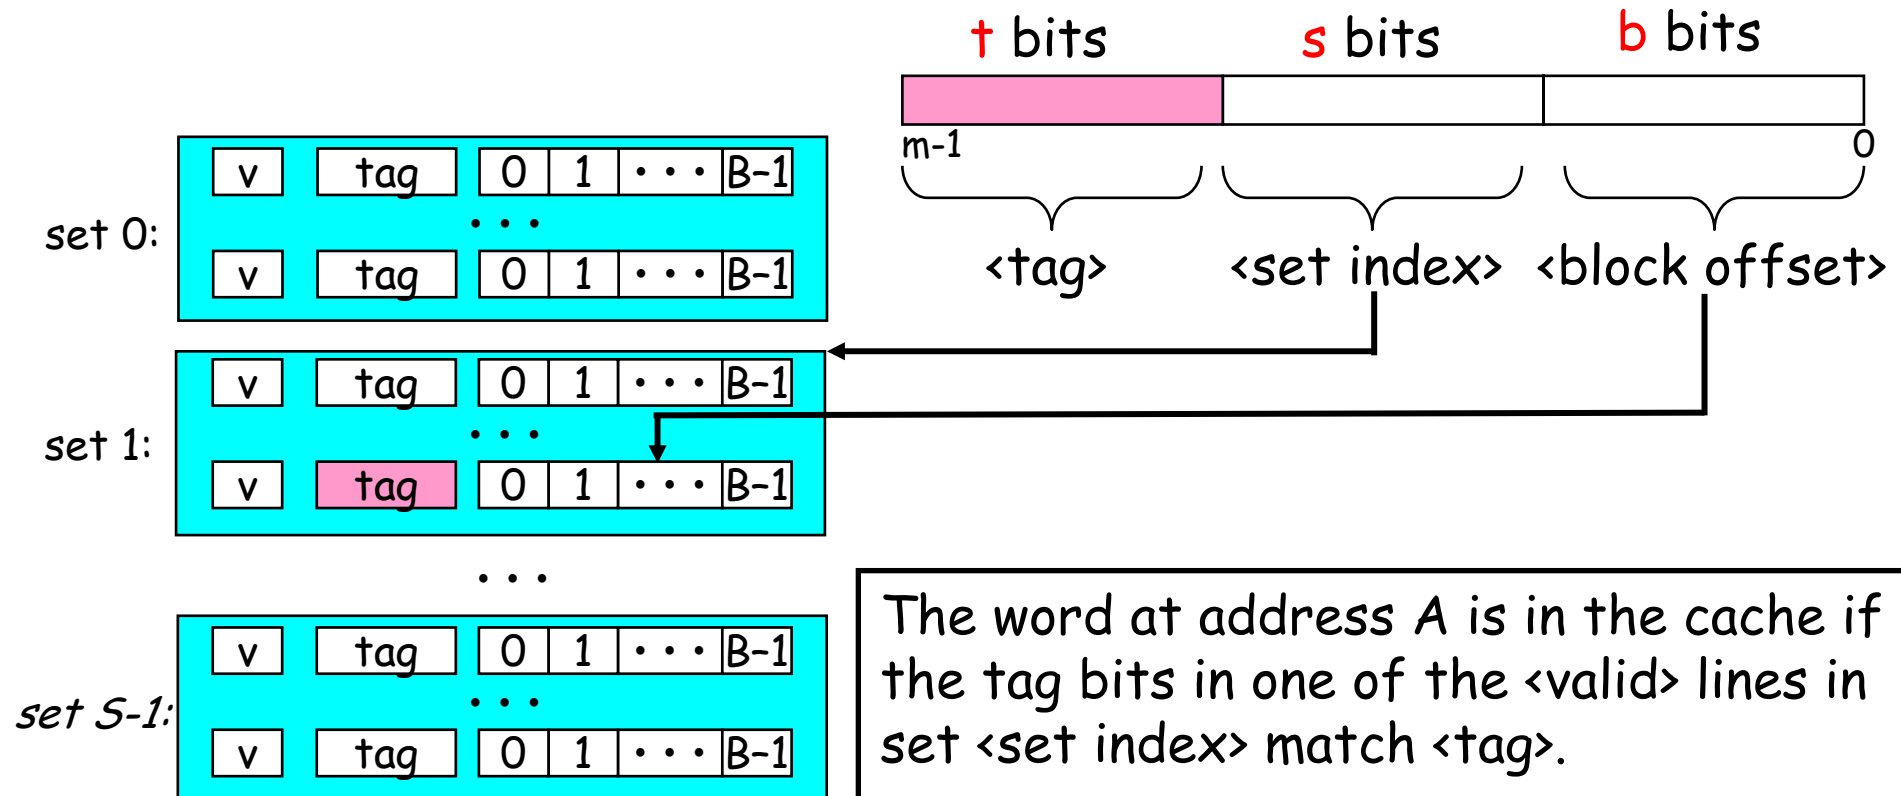 t bits s bits b bits
m-1 0
<tag> <set index> <block offset>
set 0:
v tag 0 1 • • • B-1
• • •
v tag 0 1 • • • B-1
set 1:
v tag 0 1 • • • B-1
• • •
v tag 0 1 • • • B-1
• • •
set S-1:
v tag 0 1 • • • B-1
• • •
v tag 0 1 • • • B-1
The word at address A is in the cache if
the tag bits in one of the <valid> lines in
set <set index> match <tag>.